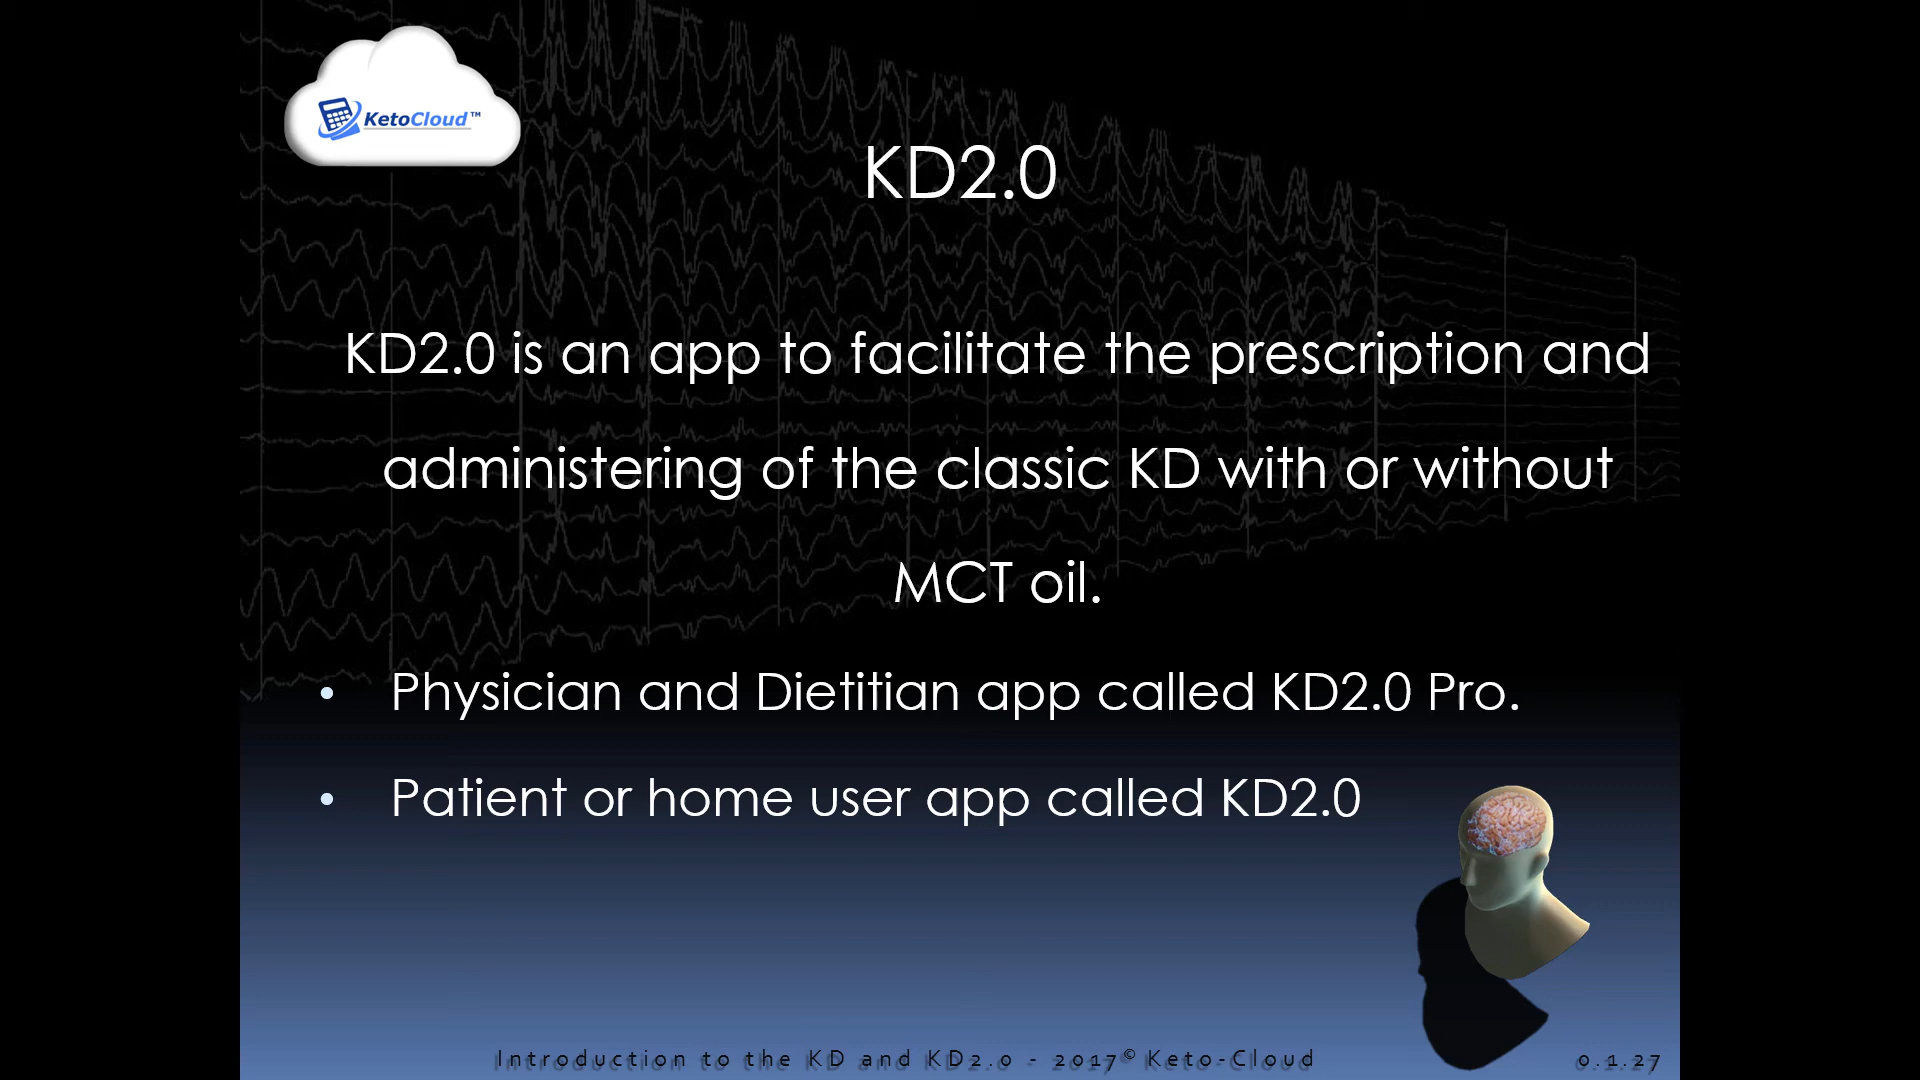 KetoCloud™
KD2.0
KD2.0 is an app to facilitate the prescription and
administering of the classic KD with or without
MCT oil.
• Physician and Dietitian app called KD2.0 Pro.
• Patient or home user app called KD2.0
Introduction to the KD and KD2.0 - 2017© Keto-Cloud
0.1.27